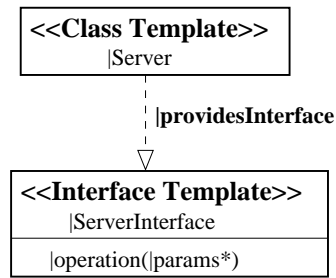 <<Class Template>>
|Server
|providesInterface
<<Interface Template>>
|ServerInterface
|operation(|params*)